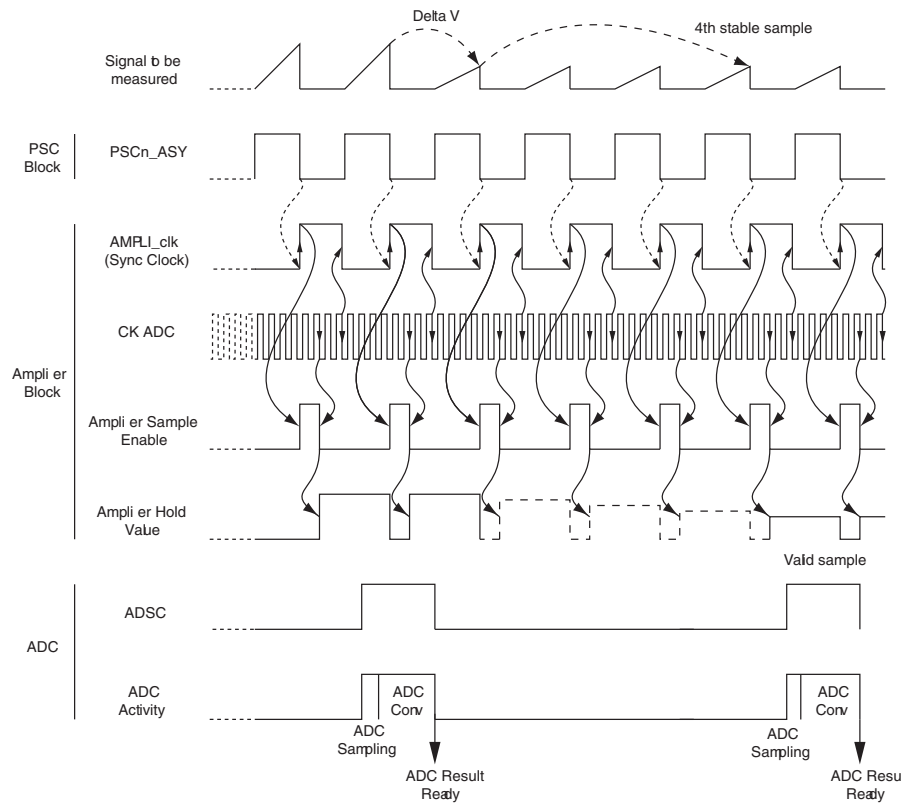 Delta V
4th stable sample
Signal to be
measured
PSC
Block
PSCn_ASY
AMPLI_clk
(Sync Clock)
CK ADC
Ampli er
Block
Ampli er Sample
Enable
Ampli er Hold
Value
Valid sample
ADSC
ADC
ADC
Activity
ADC
Conv
ADC
Conv
ADC
Sampling
ADC
Sampling
ADC Result
Ready
ADC Resu
Ready